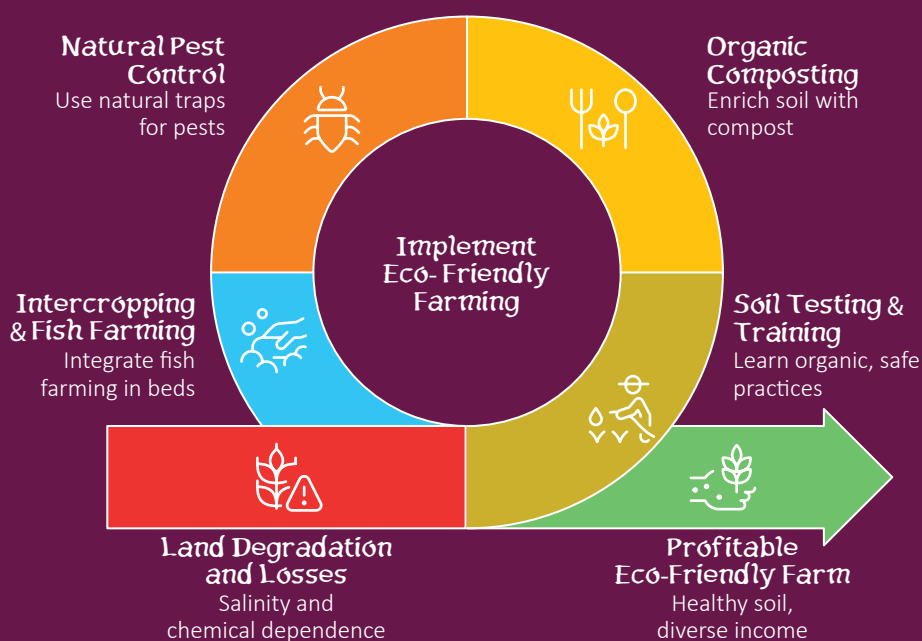 Natural Pest
Control
Use natural traps
for pests
Organic
Composting
Enrich soil with
compost
Implement
Eco- Friendly
Farming
Intercropping
& Fish Farming
Integrate fish
farming in beds
Soil Testing &
Training
Learn organic, safe
practices
Land Degradation
and Losses
Salinity and
chemical dependence
Profitable
Eco-Friendly Farm
Healthy soil,
diverse income